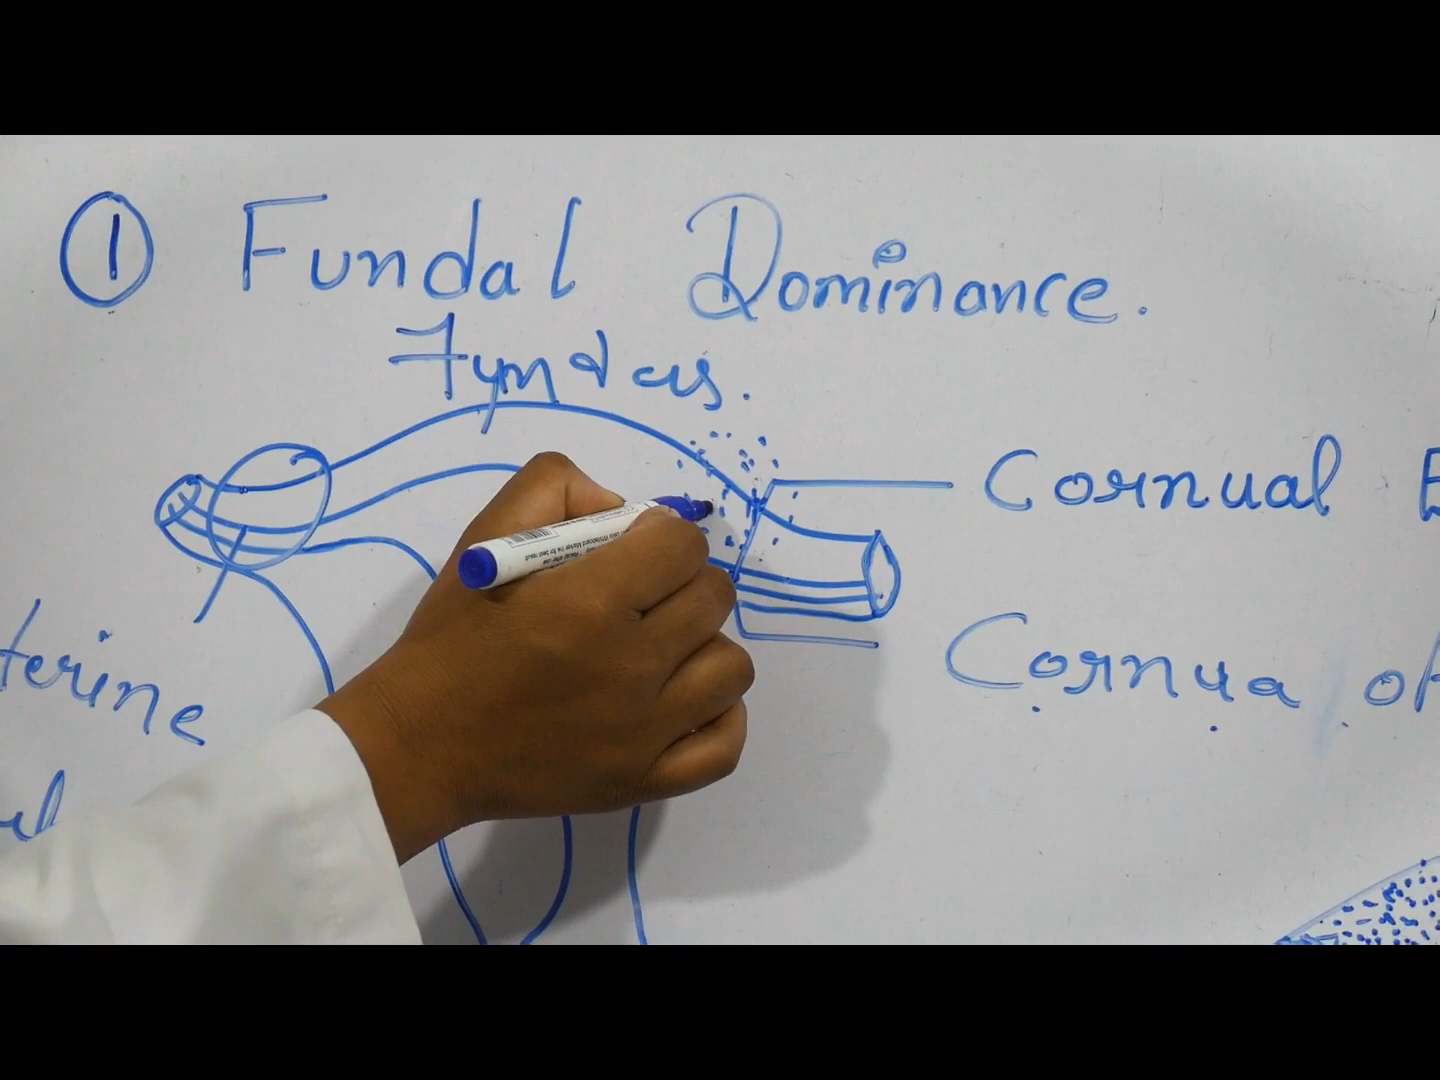 ① Fundal Dominance.
Fundus.
Cornual
Cornua of
terine